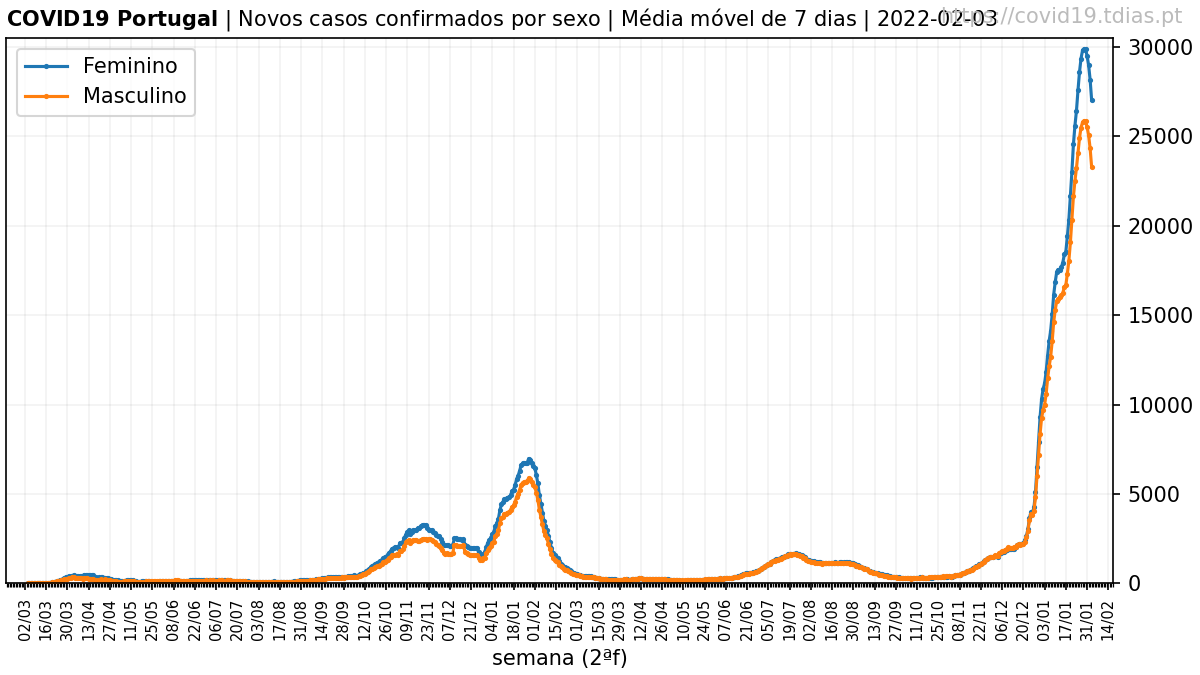 COVID19 Portugal | Novos casos confirmados por sexo | Média móvel de 7 dias | 2022-02-03
https://covid19.tdias.pt
Feminino
Masculino
30000
25000
20000
15000
10000
5000
0
02/03 16/03 30/03 13/04 27/04 11/05 25/05 08/06 22/06 06/07 20/07 03/08 17/08 31/08 14/09 28/09 12/10 26/10 09/11 23/11 07/12 21/12 04/01 18/01 01/02 15/02 01/03 15/03 29/03 12/04 26/04 10/05 24/05 07/06 21/06 05/07 19/07 02/08 16/08 30/08 13/09 27/09 11/10 25/10 08/11 22/11 06/12 20/12 03/01 17/01 31/01 14/02
semana (2ªf)